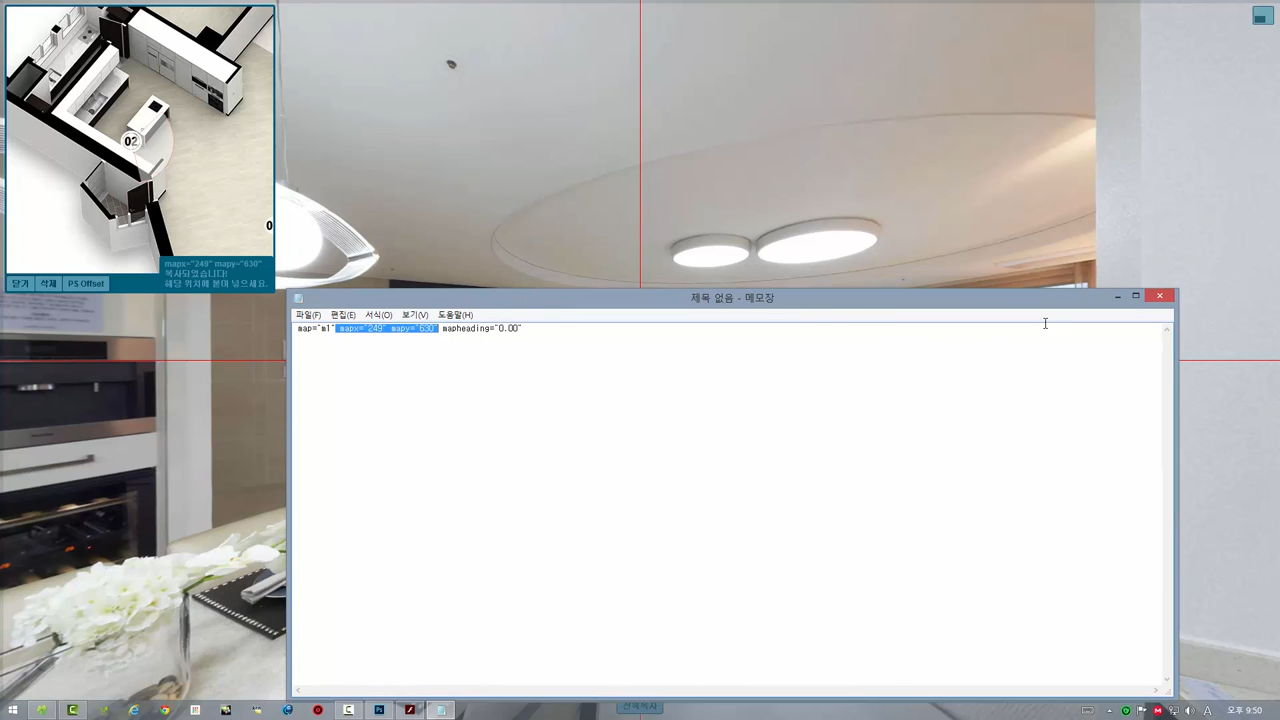 02
0
mapx="249" mapy="630"
복사되었습니다!
해당 위치에 붙여 넣으세요.
닫기 삭제 PS Offset
제목 없음 - 메모장
파일(F) 편집(E) 서식(O) 보기(V) 도움말(H)
map="m1" mapx="249" mapy="630" mapheading="0.00"
오후 9:50